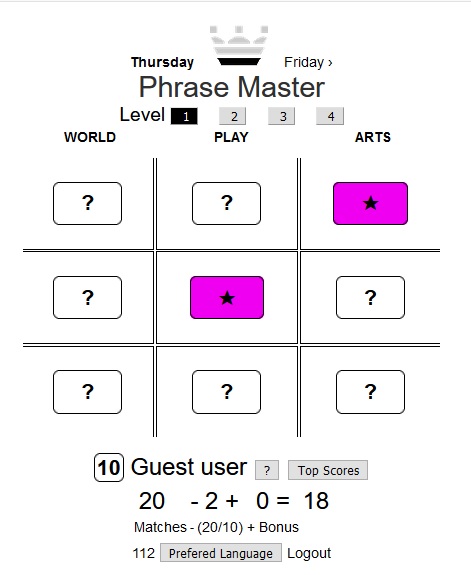 Thursday Friday ›
Phrase Master
Level 1 2 3 4
WORLD PLAY ARTS
? ? ★
? ★ ?
? ? ?
10 Guest user ? Top Scores
20 - 2 + 0 = 18
Matches - (20/10) + Bonus
112 Prefered Language Logout